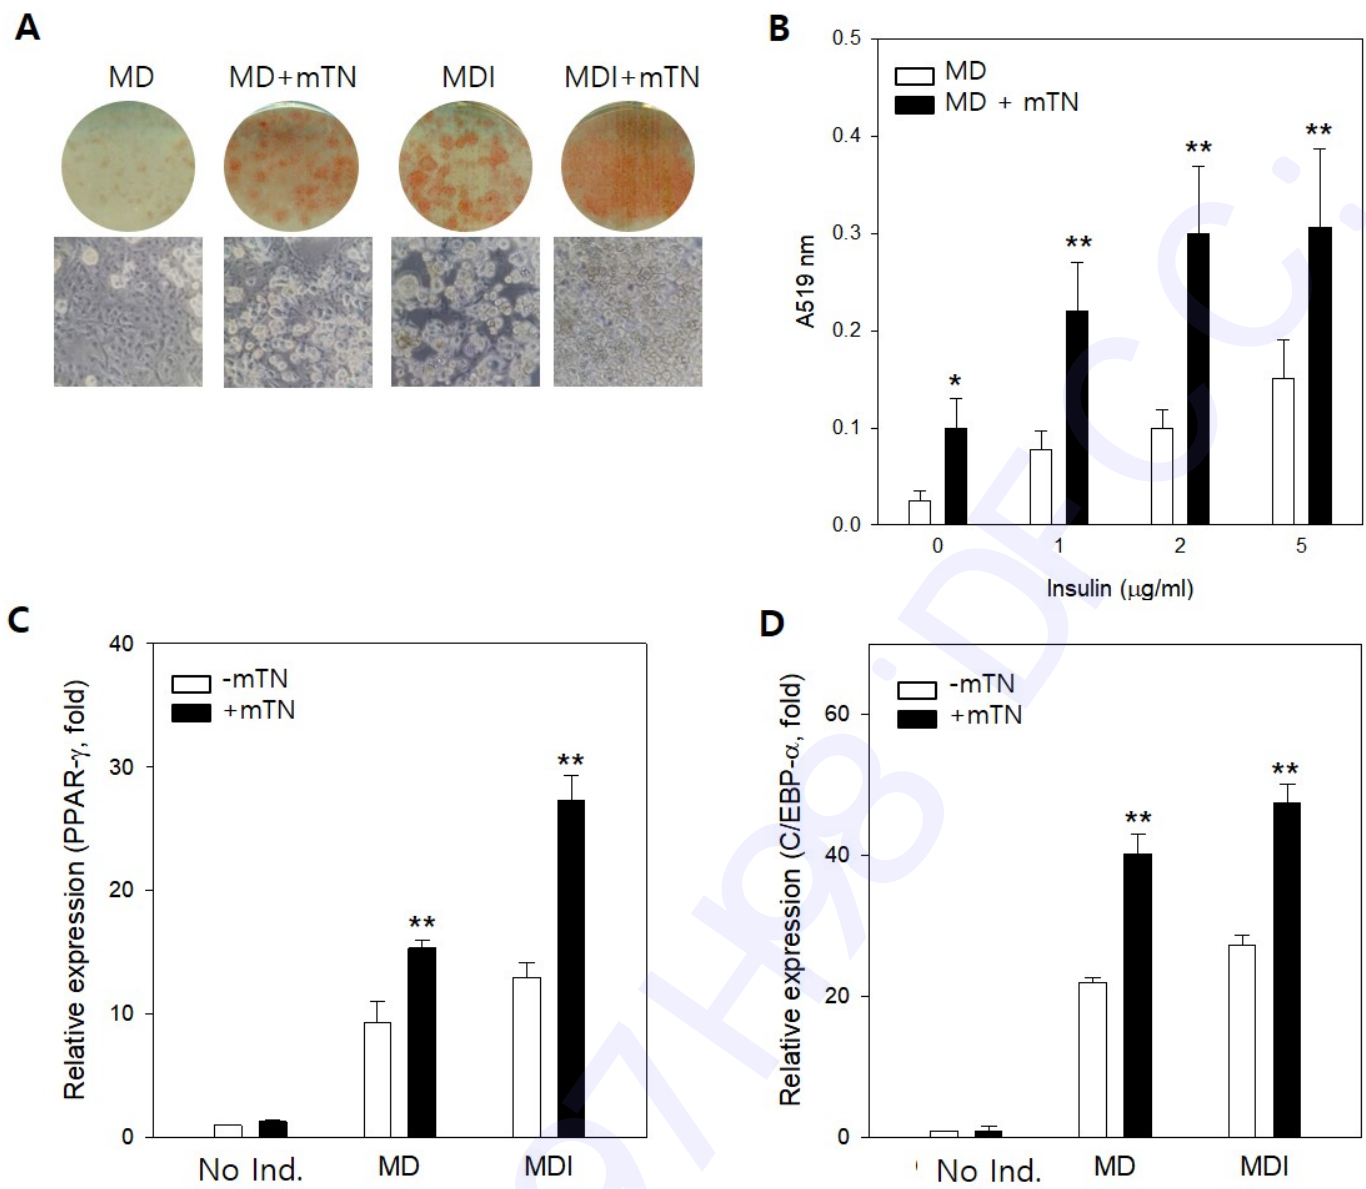 A
MD MD+mTN MDI MDI+mTN
B
0.5
0.4
0.3
0.2
0.1
0.0
A519 nm
MD
MD + mTN
*
**
**
**
0 1 2 5
Insulin (μg/ml)
C
40
30
20
10
0
Relative expression (PPAR-γ, fold)
-mTN
+mTN
**
**
No Ind. MD MDI
D
60
40
20
0
Relative expression (C/EBP-α, fold)
-mTN
+mTN
**
**
No Ind. MD MDI